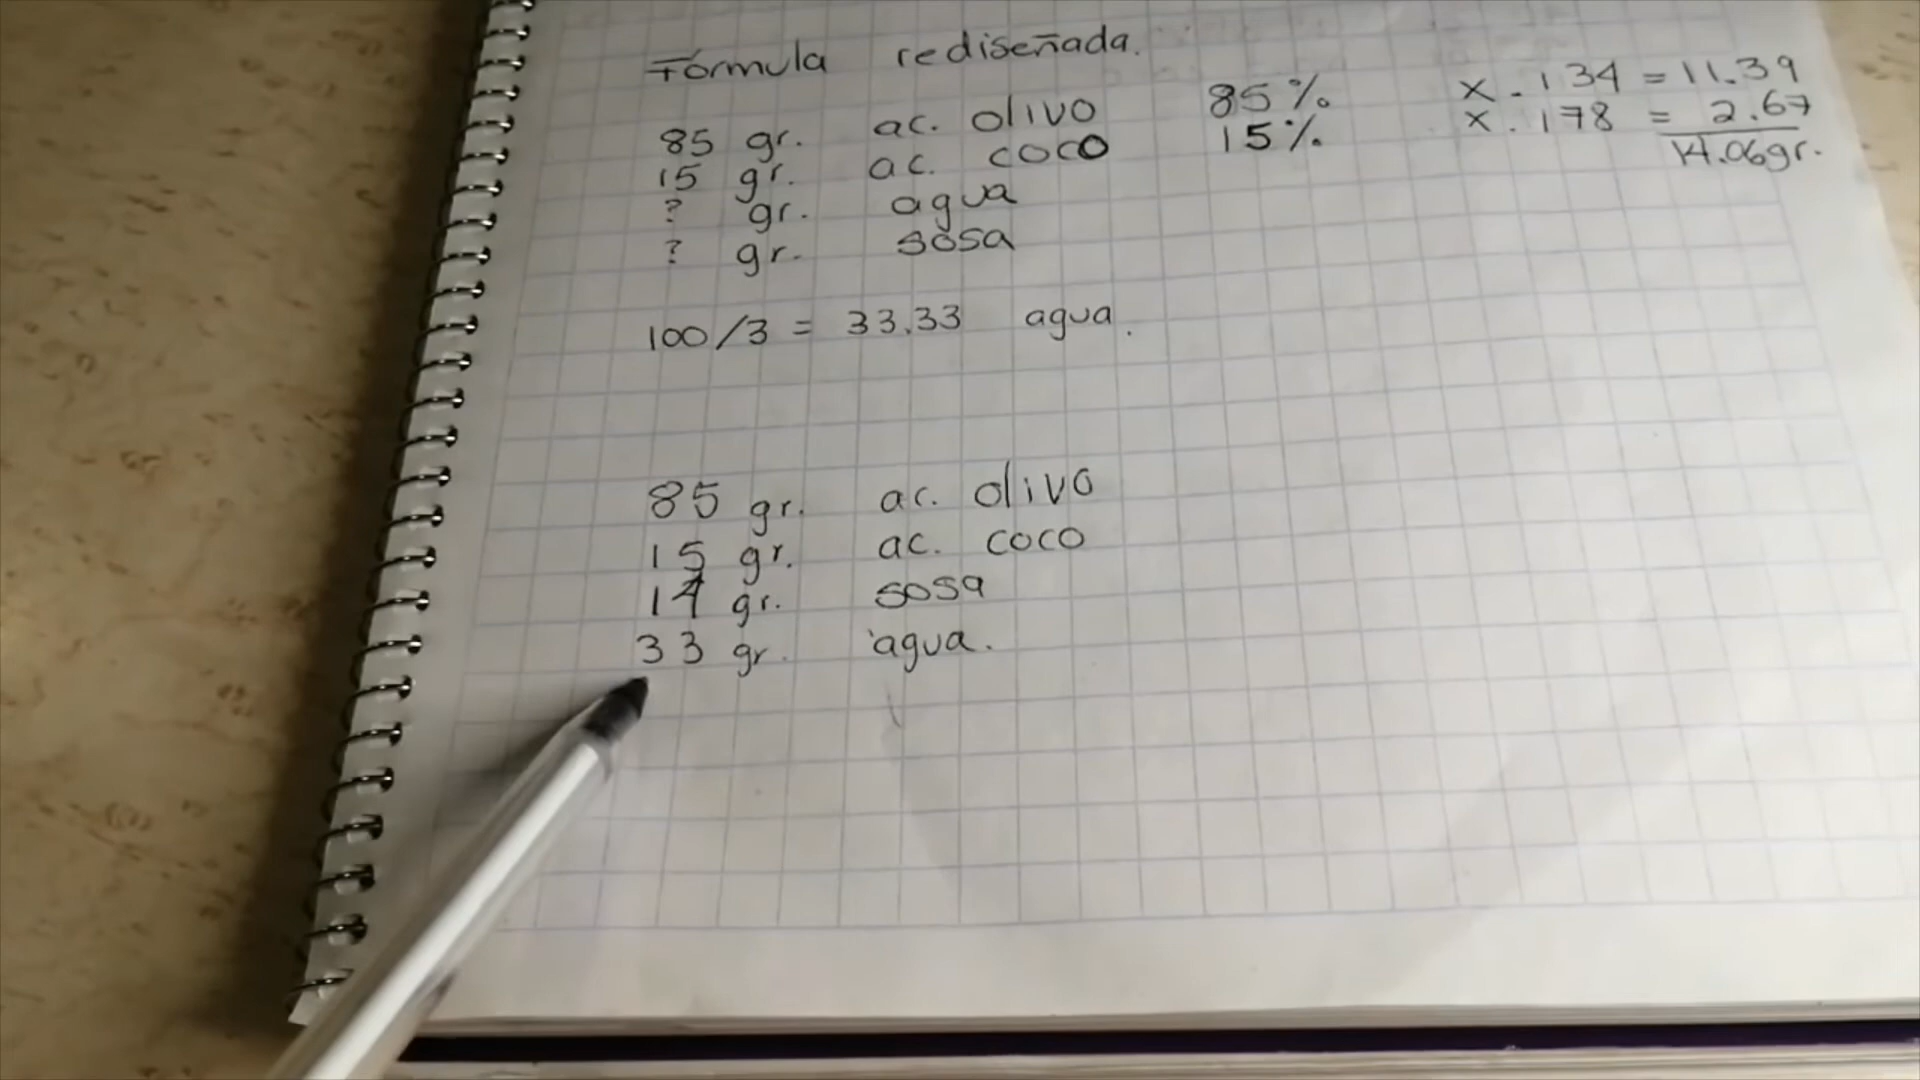 Fórmula rediseñada.
85 gr. ac. olivo 85% x .134 = 11.39
15 gr. ac. coco 15% x .178 = 2.67
? gr. agua 14.06gr.
? gr. sosa
100/3 = 33.33 agua.
85 gr. ac. olivo
15 gr. ac. coco
14 gr. sosa
33 gr. agua.